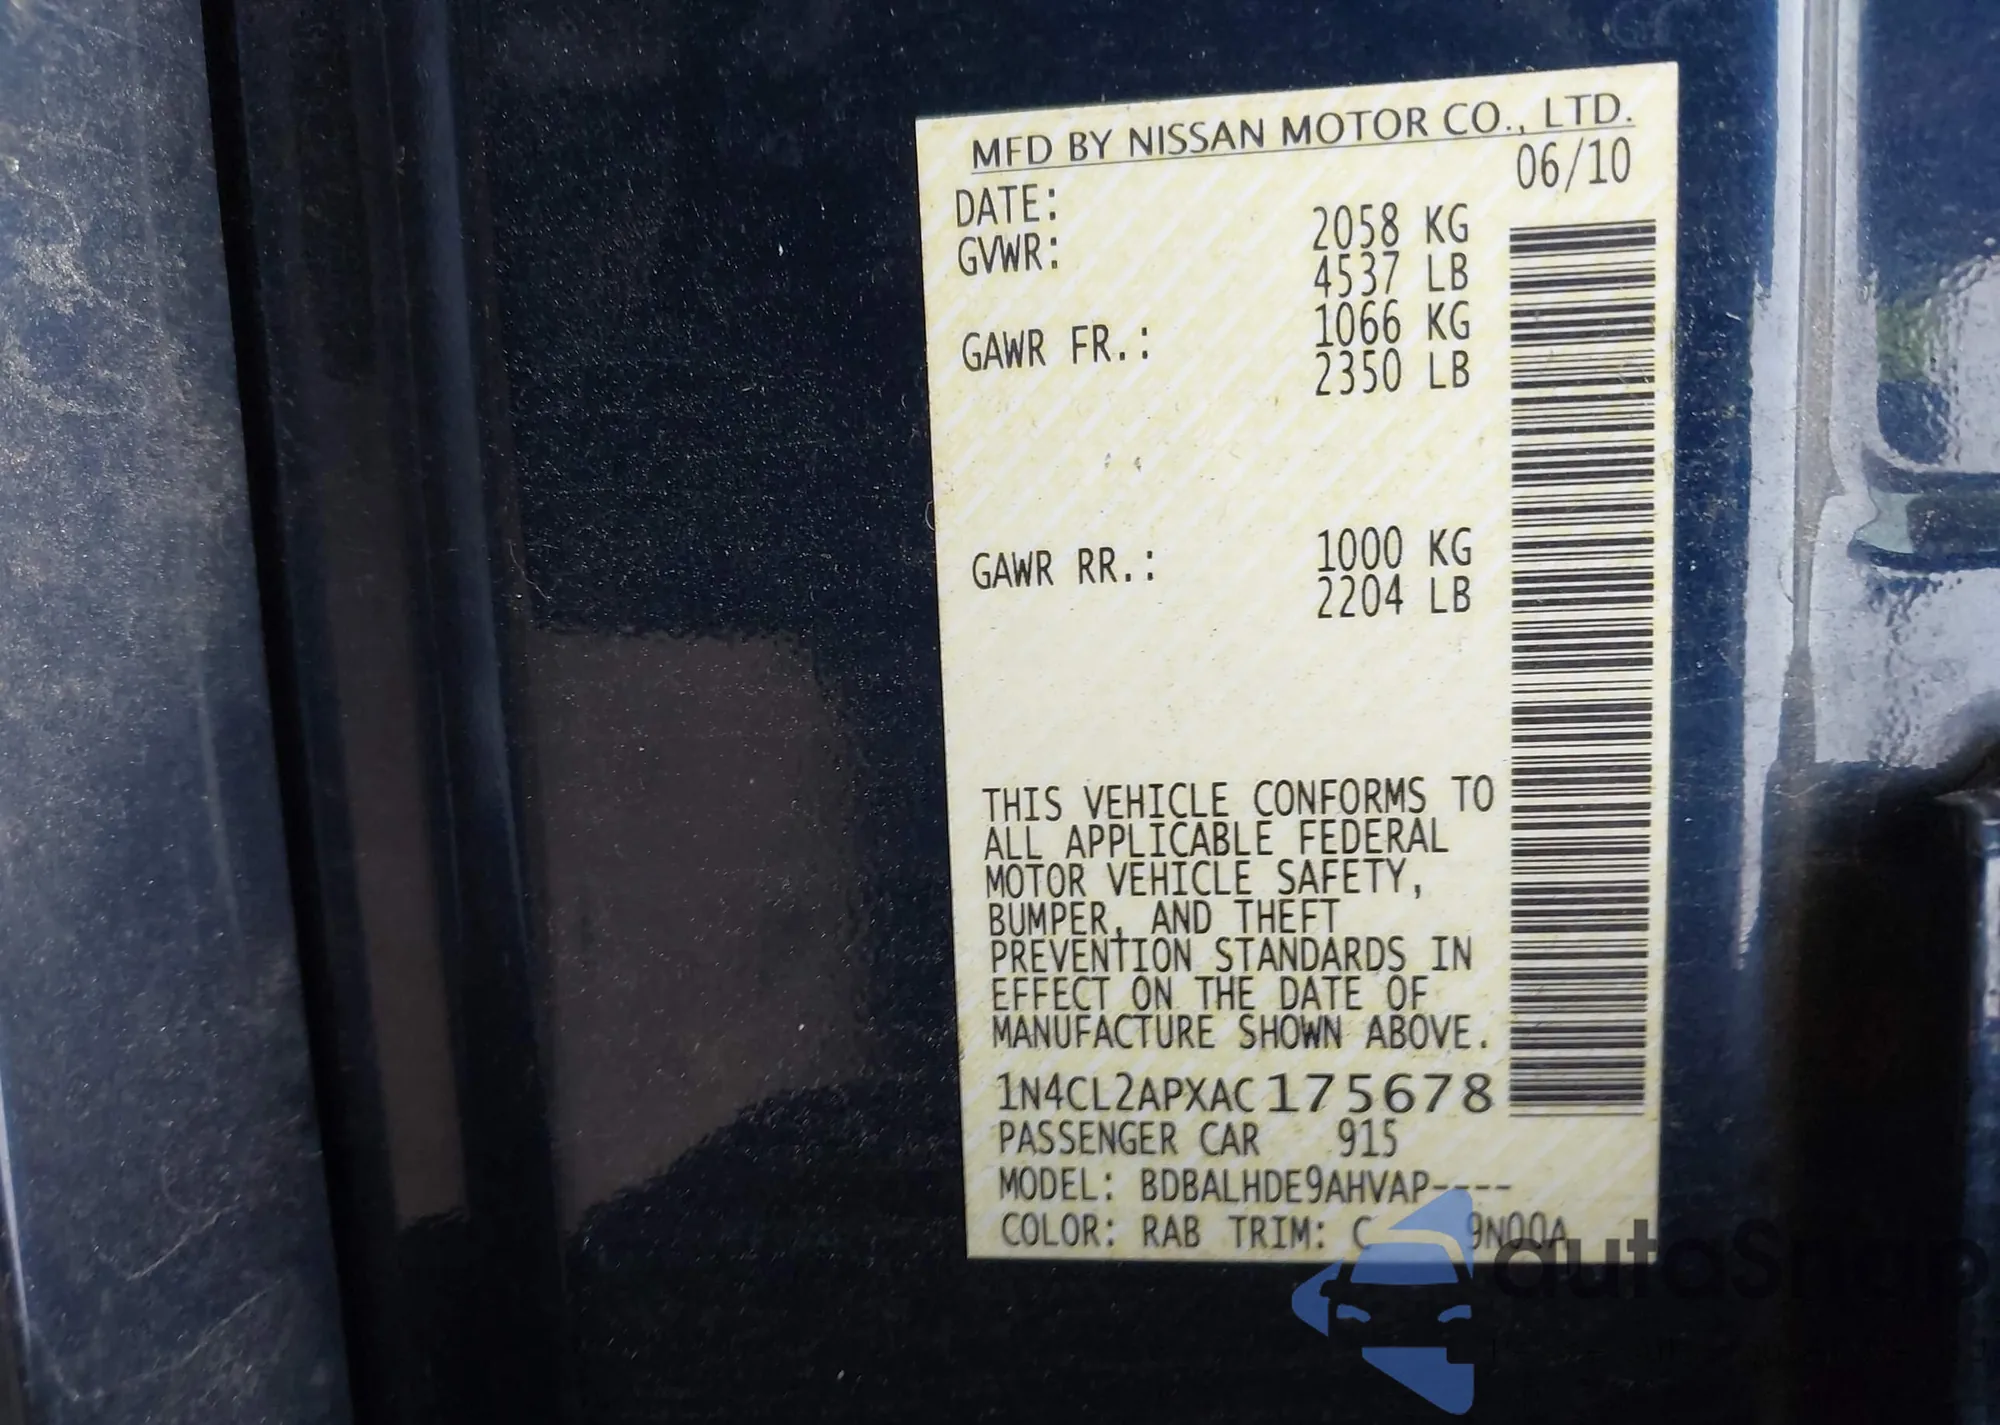 MFD BY NISSAN MOTOR CO., LTD.
DATE: 06/10
GVWR: 2058 KG
4537 LB
GAWR FR.: 1066 KG
2350 LB
GAWR RR.: 1000 KG
2204 LB
THIS VEHICLE CONFORMS TO
ALL APPLICABLE FEDERAL
MOTOR VEHICLE SAFETY,
BUMPER, AND THEFT
PREVENTION STANDARDS IN
EFFECT ON THE DATE OF
MANUFACTURE SHOWN ABOVE.
1N4CL2APXAC175678
PASSENGER CAR 915
MODEL: BDBALHDE9AHVAP----
COLOR: RAB TRIM: C 9N00A
autoShop